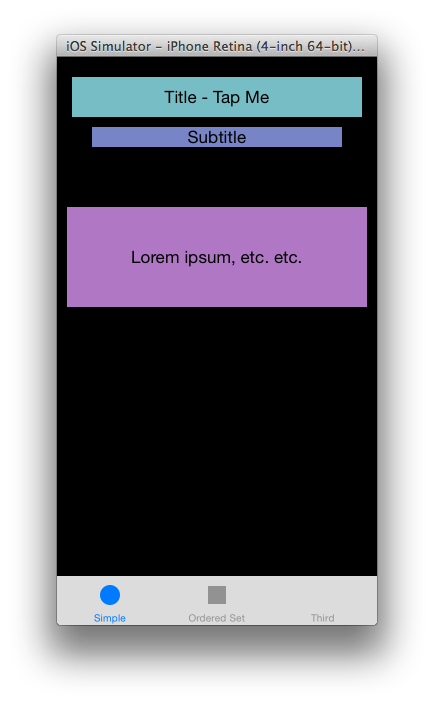 iOS Simulator – iPhone Retina (4-inch 64-bit)...
Title - Tap Me
Subtitle
Lorem ipsum, etc. etc.
Simple
Ordered Set
Third